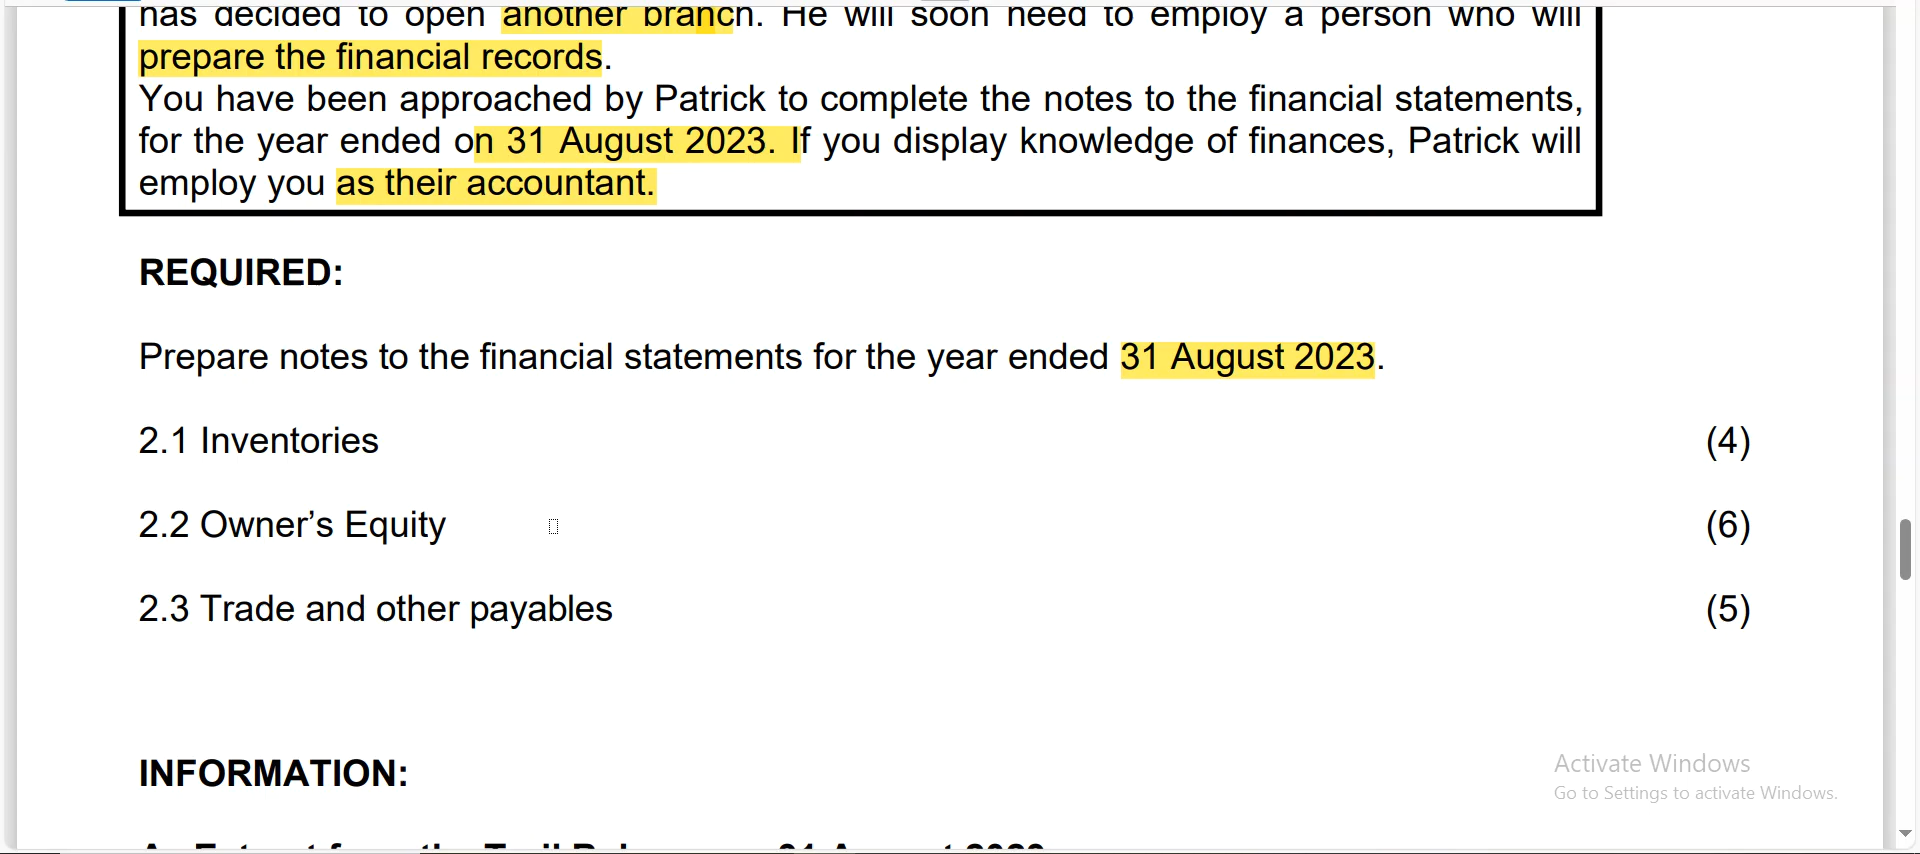 has decided to open another branch. He will soon need to employ a person who will
prepare the financial records.
You have been approached by Patrick to complete the notes to the financial statements,
for the year ended on 31 August 2023. If you display knowledge of finances, Patrick will
employ you as their accountant.
REQUIRED:
Prepare notes to the financial statements for the year ended 31 August 2023.
2.1 Inventories (4)
2.2 Owner’s Equity (6)
2.3 Trade and other payables (5)
INFORMATION:
Activate Windows
Go to Settings to activate Windows.